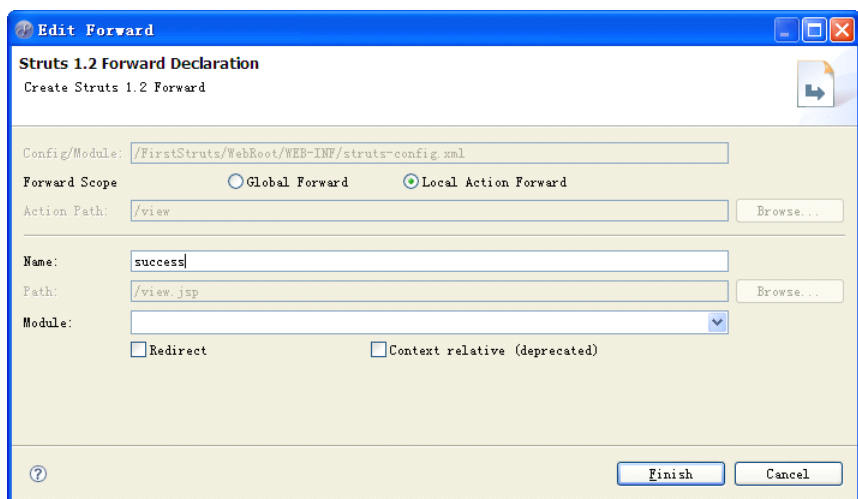 Edit Forward
Struts 1.2 Forward Declaration
Create Struts 1.2 Forward
Config/Module: /FirstStruts/WebRoot/WEB-INF/struts-config.xml
Forward Scope Global Forward Local Action Forward
Action Path: /view Browse...
Name: success
Path: /view.jsp Browse...
Module:
Redirect Context relative (deprecated)
? Finish Cancel